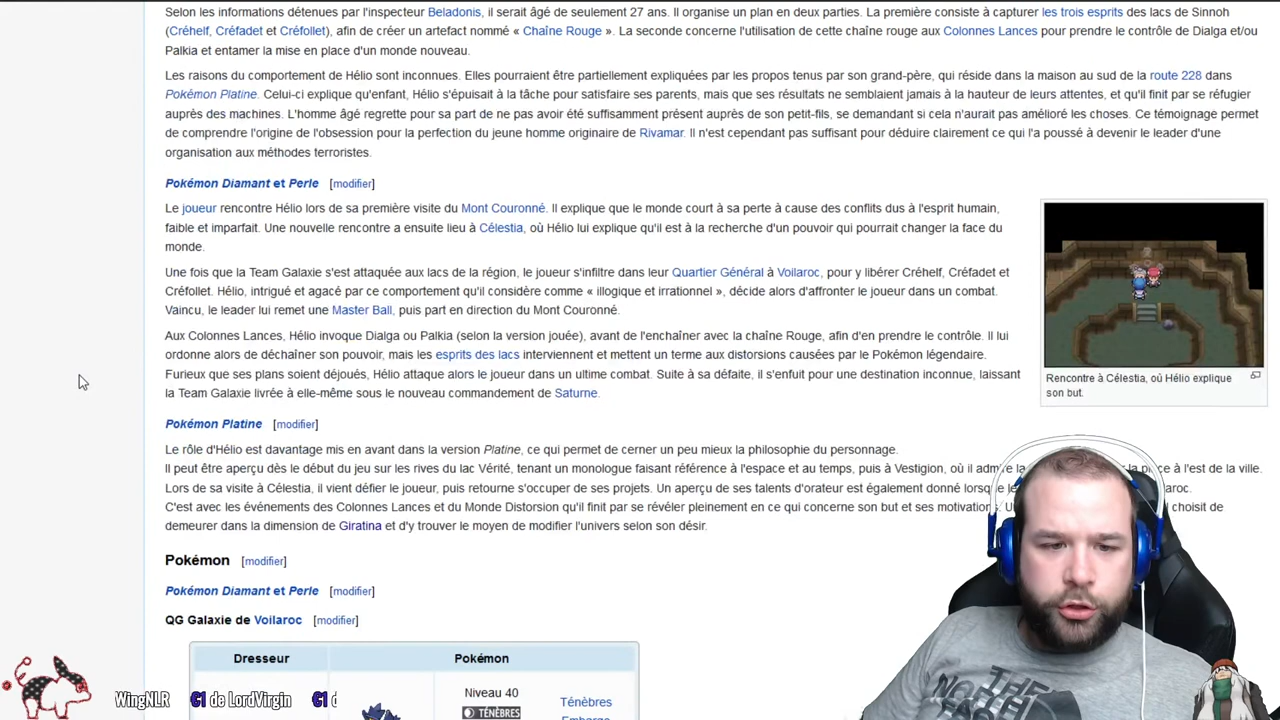 Selon les informations détenues par l'inspecteur Beladonis, il serait âgé de seulement 27 ans. Il organise un plan en deux parties. La première consiste à capturer les trois esprits des lacs de Sinnoh
(Créhelf, Créfadet et Créfollet), afin de créer un artefact nommé « Chaîne Rouge ». La seconde concerne l'utilisation de cette chaîne rouge aux Colonnes Lances pour prendre le contrôle de Dialga et/ou
Palkia et entamer la mise en place d'un monde nouveau.
Les raisons du comportement de Hélio sont inconnues. Elles pourraient être partiellement expliquées par les propos tenus par son grand-père, qui réside dans la maison au sud de la route 228 dans
Pokémon Platine. Celui-ci explique qu'enfant, Hélio s'épuisait à la tâche pour satisfaire ses parents, mais que ses résultats ne semblaient jamais à la hauteur de leurs attentes, et qu'il finit par se réfugier
auprès des machines. L'homme âgé regrette pour sa part de ne pas avoir été suffisamment présent auprès de son petit-fils, se demandant si cela n'aurait pas amélioré les choses. Ce témoignage permet
de comprendre l'origine de l'obsession pour la perfection du jeune homme originaire de Rivamar. Il n'est cependant pas suffisant pour déduire clairement ce qui l'a poussé à devenir le leader d'une
organisation aux méthodes terroristes.
Pokémon Diamant et Perle [modifier]
Le joueur rencontre Hélio lors de sa première visite du Mont Couronné. Il explique que le monde court à sa perte à cause des conflits dus à l'esprit humain,
faible et imparfait. Une nouvelle rencontre a ensuite lieu à Célestia, où Hélio lui explique qu'il est à la recherche d'un pouvoir qui pourrait changer la face du
monde.
Une fois que la Team Galaxie s'est attaquée aux lacs de la région, le joueur s'infiltre dans leur Quartier Général à Voilaroc, pour y libérer Créhelf, Créfadet et
Créfollet. Hélio, intrigué et agacé par ce comportement qu'il considère comme « illogique et irrationnel », décide alors d'affronter le joueur dans un combat.
Vaincu, le leader lui remet une Master Ball, puis part en direction du Mont Couronné.
Aux Colonnes Lances, Hélio invoque Dialga ou Palkia (selon la version jouée), avant de l'enchaîner avec la chaîne Rouge, afin d'en prendre le contrôle. Il lui
ordonne alors de déchaîner son pouvoir, mais les esprits des lacs interviennent et mettent un terme aux distorsions causées par le Pokémon légendaire.
Furieux que ses plans soient déjoués, Hélio attaque alors le joueur dans un ultime combat. Suite à sa défaite, il s'enfuit pour une destination inconnue, laissant
la Team Galaxie livrée à elle-même sous le nouveau commandement de Saturne.
Rencontre à Célestia, où Hélio explique
son but.
Pokémon Platine [modifier]
Le rôle d'Hélio est davantage mis en avant dans la version Platine, ce qui permet de cerner un peu mieux la philosophie du personnage.
Il peut être aperçu dès le début du jeu sur les rives du lac Vérité, tenant un monologue faisant référence à l'espace et au temps, puis à Vestigion, où il admire la place à l'est de la ville.
Lors de sa visite à Célestia, il vient défier le joueur, puis retourne s'occuper de ses projets. Un aperçu de ses talents d'orateur est également donné
C'est avec les événements des Colonnes Lances et du Monde Distorsion qu'il finit par se révéler pleinement en ce qui concerne son but et ses motivations. choisit de
demeurer dans la dimension de Giratina et d'y trouver le moyen de modifier l'univers selon son désir.
Pokémon [modifier]
Pokémon Diamant et Perle [modifier]
QG Galaxie de Voilaroc [modifier]
Dresseur Pokémon
Niveau 40
TÉNÈBRES
Ténèbres
Embargo
WingNLR G1 de LordVirgin G1 d
THE
NORTH